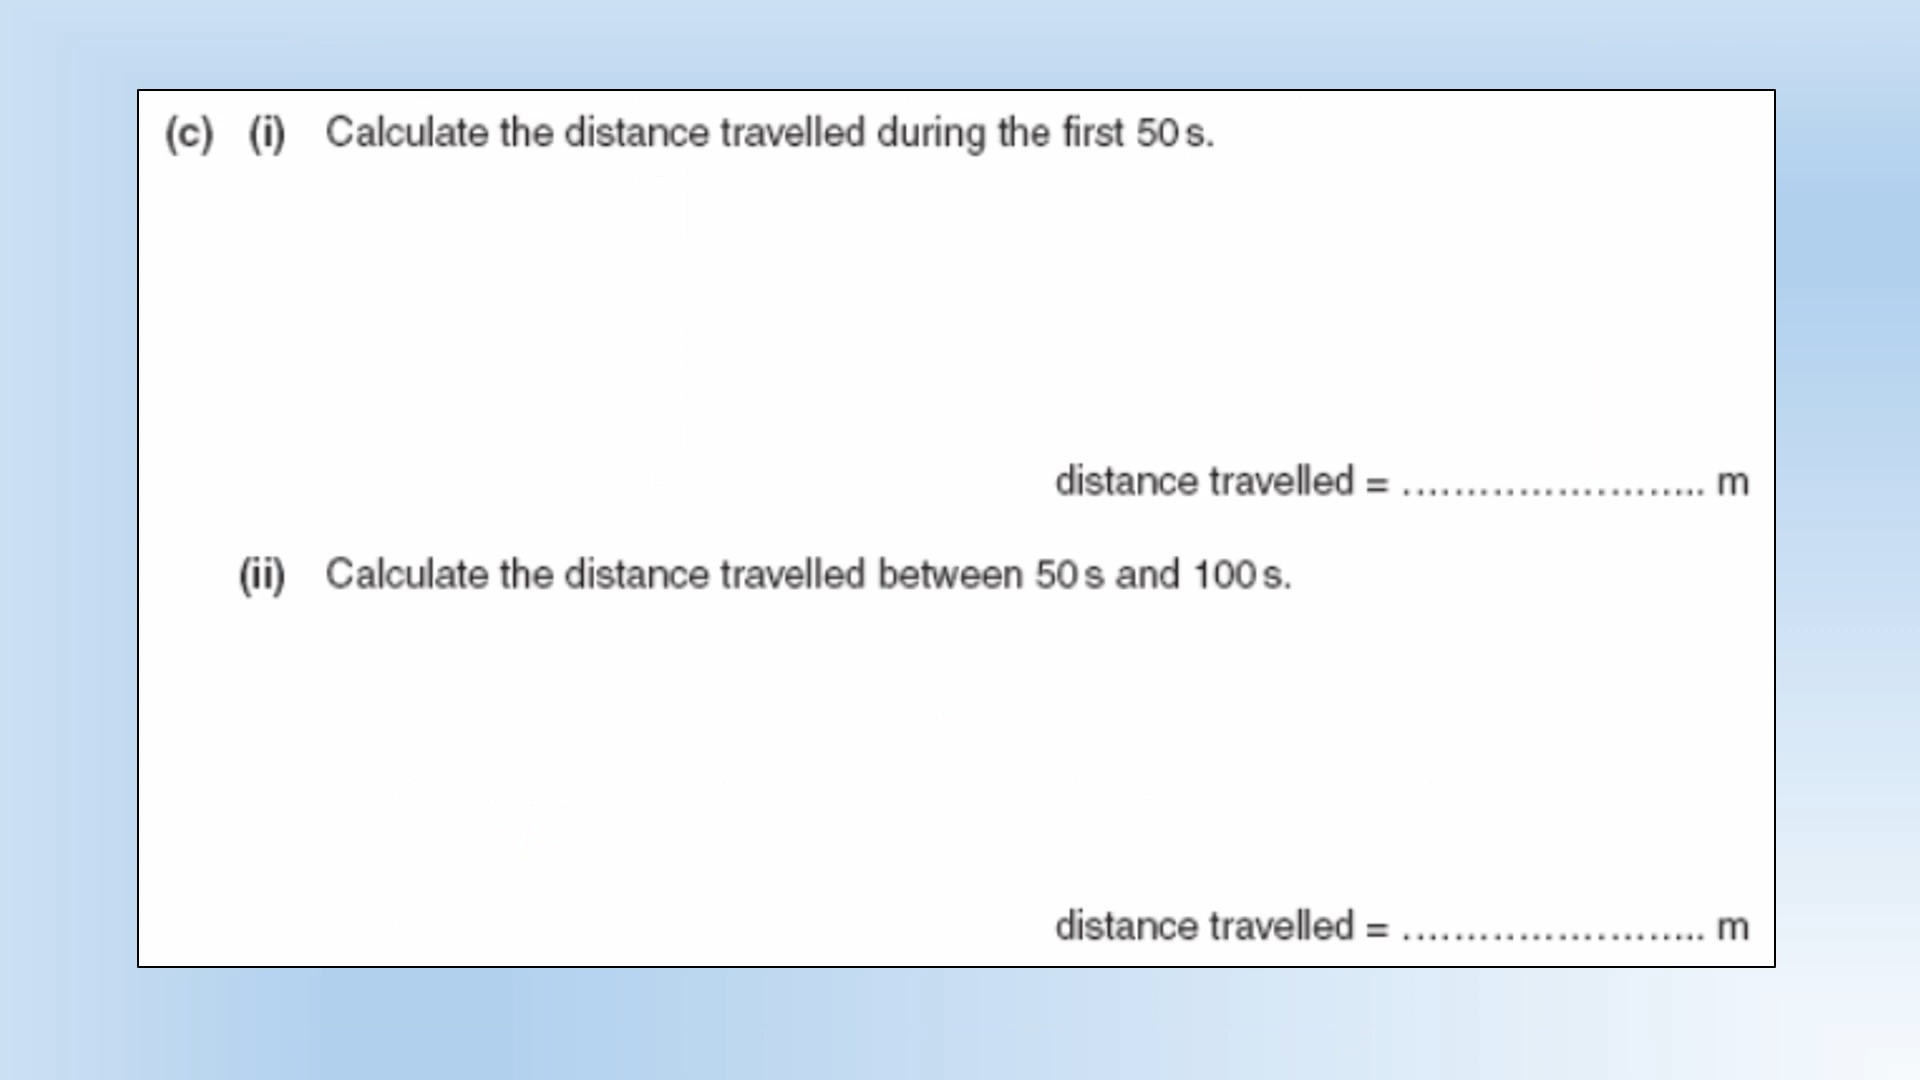 (c) (i) Calculate the distance travelled during the first 50 s.
distance travelled = ........................ m
(ii) Calculate the distance travelled between 50 s and 100 s.
distance travelled = ........................ m